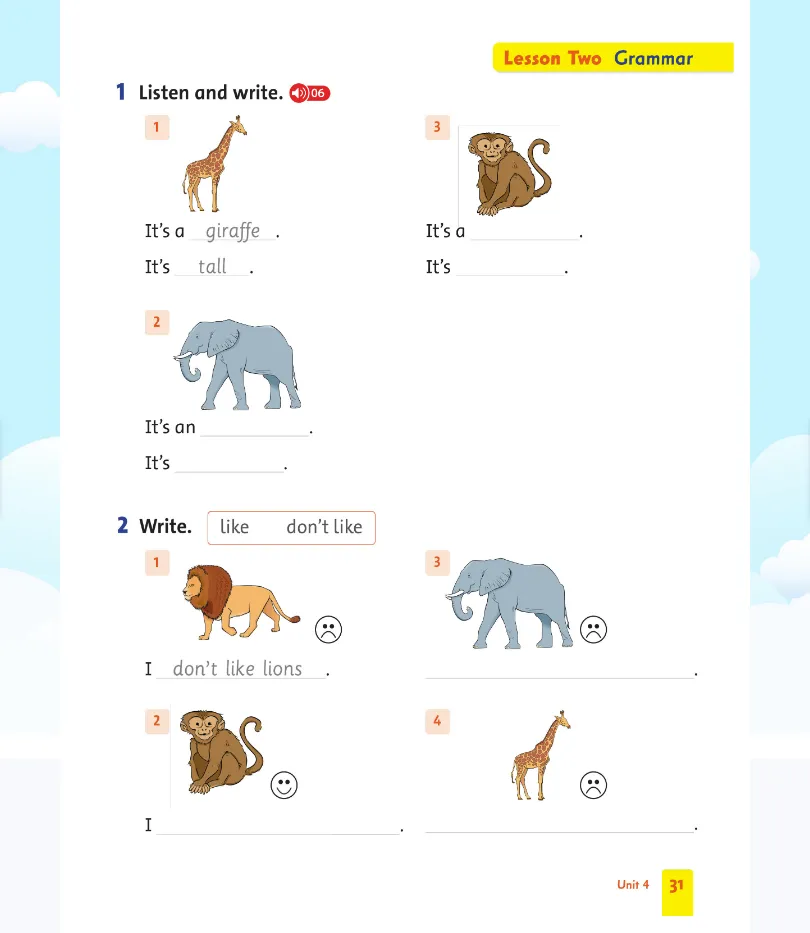 Lesson Two Grammar
1 Listen and write. 06
1
It's a giraffe .
It's tall .
3
It's a ____________ .
It's ____________ .
2
It's an ____________ .
It's ____________ .
2 Write. like don't like
1
I don't like lions .
3
____________ .
2
I ____________ .
4
____________ .
Unit 4 31